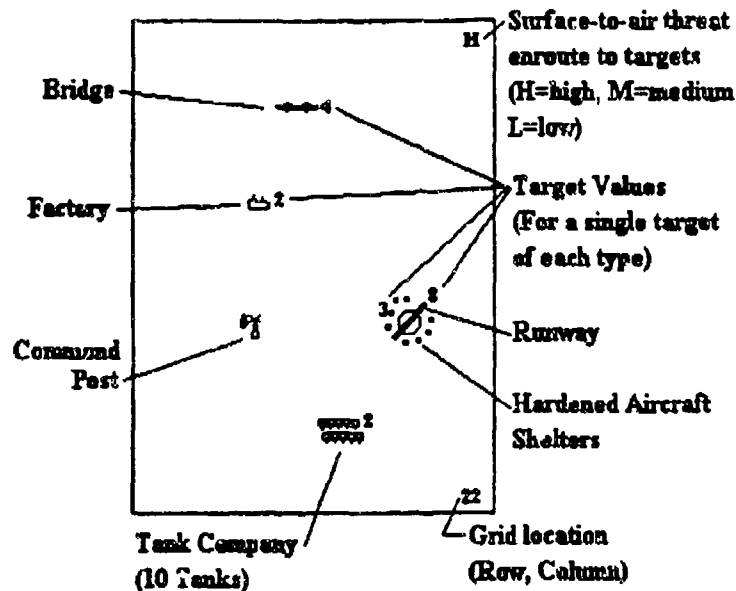 H
Surface-to-air threat
enroute to targets
(H=high, M=medium
L=low)
Bridge
Target Values
(For a single target
of each type)
Factory
2
3
8
Runway
Command
Post
Hardened Aircraft
Shelters
2
22
Tank Company
(10 Tanks)
Grid location
(Row, Column)